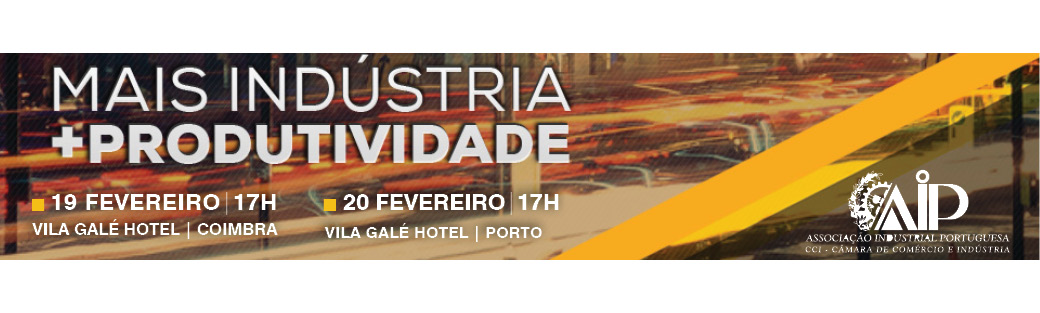 MAIS INDÚSTRIA
+PRODUTIVIDADE
19 FEVEREIRO | 17H
VILA GALÉ HOTEL | COIMBRA
20 FEVEREIRO | 17H
VILA GALÉ HOTEL | PORTO
AIP
ASSOCIAÇÃO INDUSTRIAL PORTUGUESA
CCI - CÂMARA DE COMÉRCIO E INDÚSTRIA